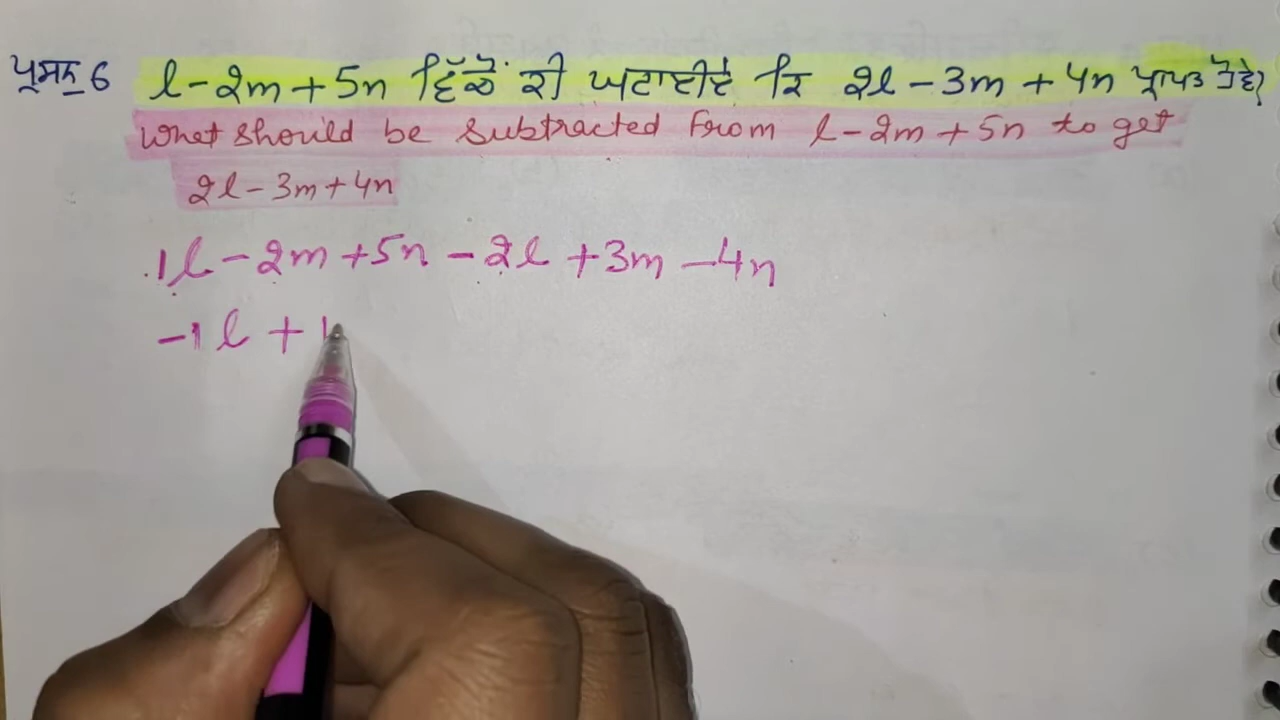 ਪ੍ਰਸਨ 6 l - 2m + 5n ਵਿੱਚੋਂ ਕੀ ਘਟਾਈਏ ਕਿ 2l - 3m + 4n ਪ੍ਰਾਪਤ ਹੋਵੇ?
What should be subtracted from l - 2m + 5n to get
2l - 3m + 4n
1l - 2m + 5n - 2l + 3m - 4n
-1l + 1